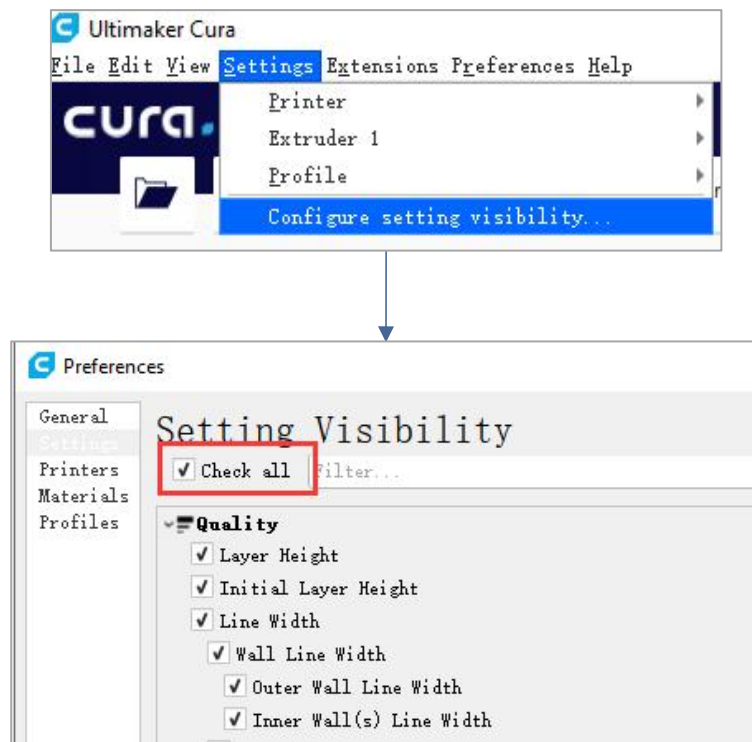 Ultimaker Cura
File Edit View Settings Extensions Preferences Help
cura.
Printer
Extruder 1
Profile
Configure setting visibility...
Preferences
General
Setting Visibility
Settings
Printers
Check all Filter...
Materials
Profiles
Quality
Layer Height
Initial Layer Height
Line Width
Wall Line Width
Outer Wall Line Width
Inner Wall(s) Line Width